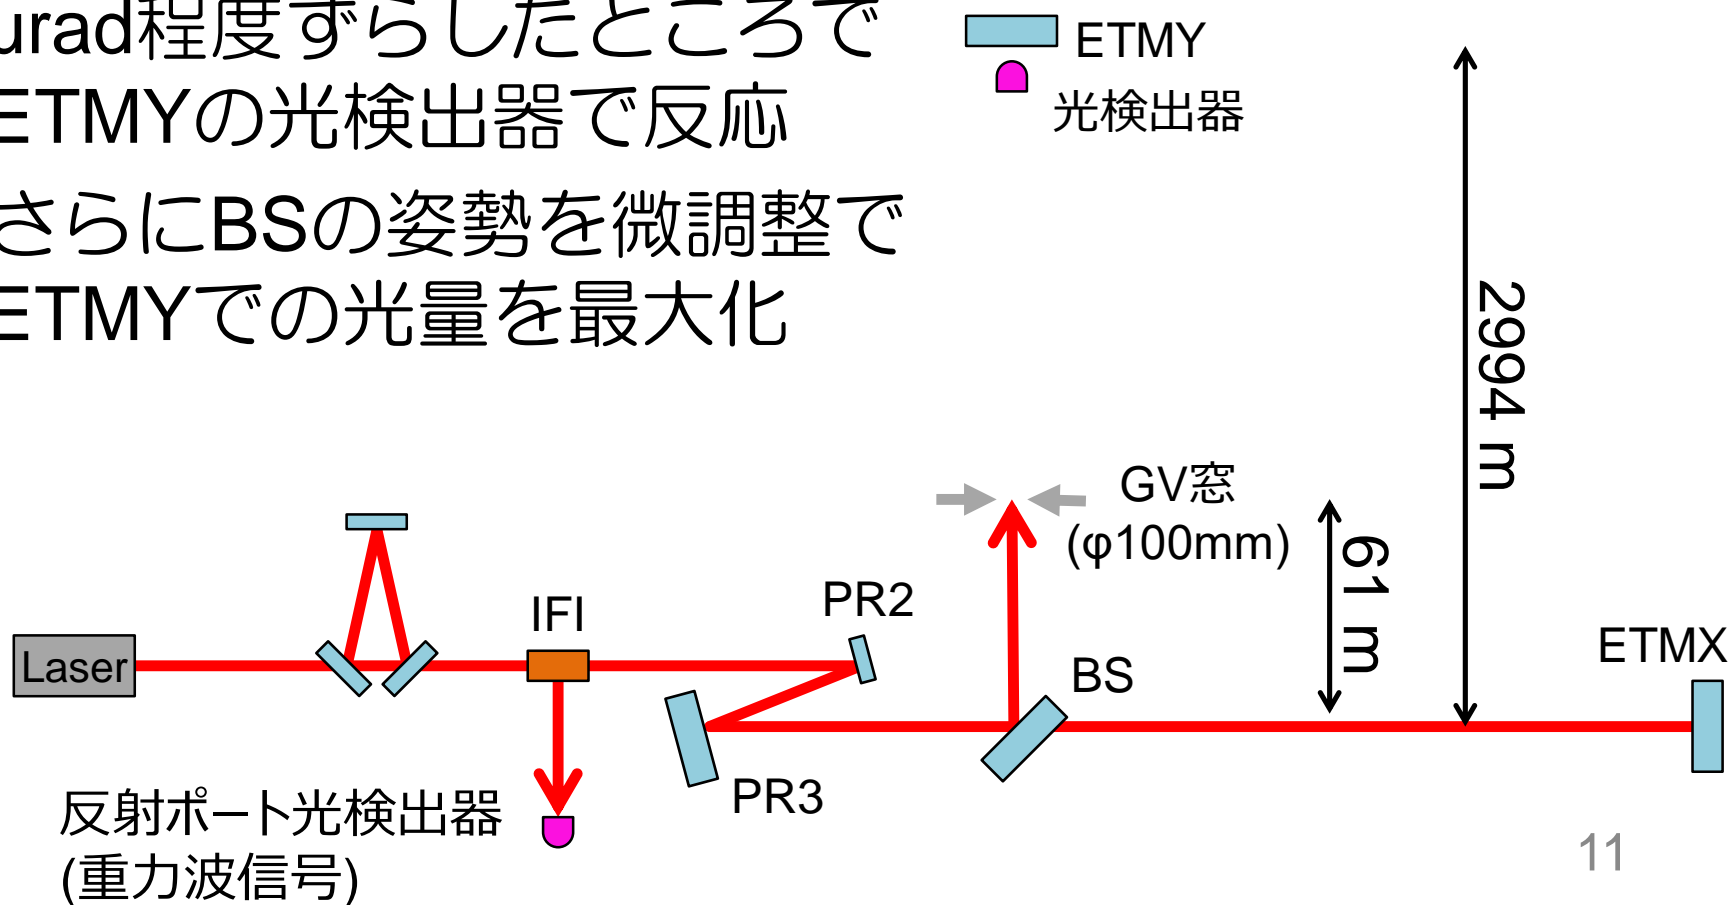 urad程度ずらしたところで
ETMYの光検出器で反応
さらにBSの姿勢を微調整で
ETMYでの光量を最大化
ETMY
光検出器
2994 m
GV窓
(φ100mm)
61 m
IFI
PR2
Laser
BS
ETMX
PR3
反射ポート光検出器
(重力波信号)
11